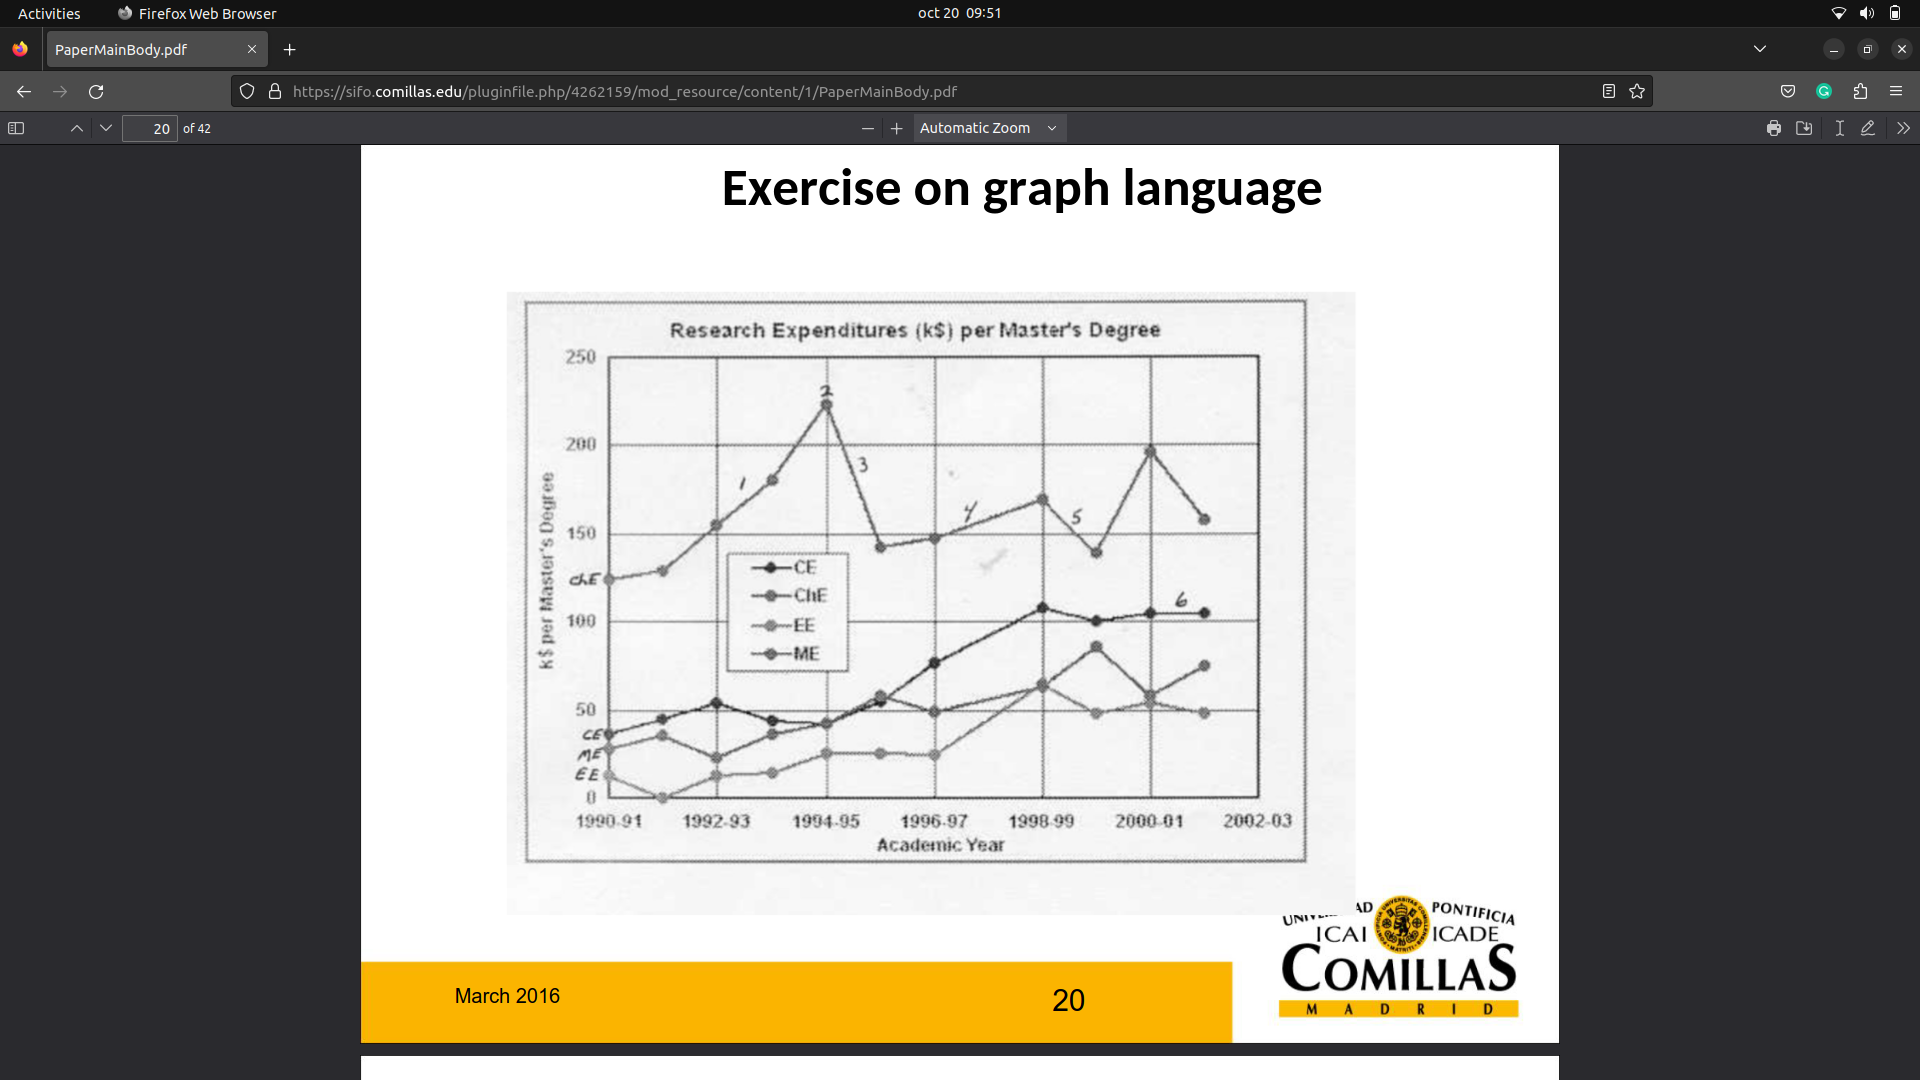 Activities
Firefox Web Browser
oct 20 09:51
PaperMainBody.pdf
https://sifo.comillas.edu/pluginfile.php/4262159/mod_resource/content/1/PaperMainBody.pdf
20 of 42
Automatic Zoom
Exercise on graph language
Research Expenditures (k$) per Master's Degree
k$ per Master's Degree
250
200
150
100
50
0
ChE
CE
ME
EE
1
2
3
4
5
6
CE
ChE
EE
ME
1990-91 1992-93 1994-95 1996-97 1998-99 2000-01 2002-03
Academic Year
PONTIFICIA
ICAI ICADE
COMILLAS
MADRID
March 2016
20